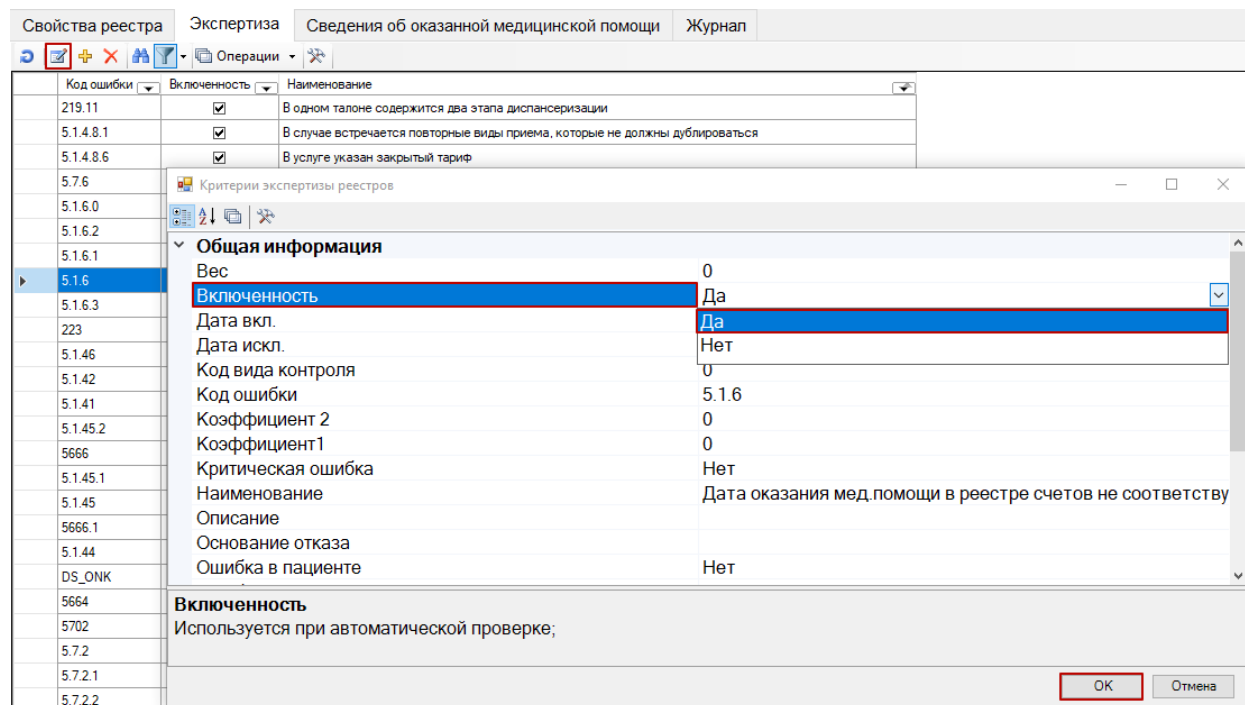 Свойства реестра Экспертиза Сведения об оказанной медицинской помощи Журнал
Операции
Код ошибки Включенность Наименование
219.11 В одном талоне содержится два этапа диспансеризации
5.1.4.8.1 В случае встречается повторные виды приема, которые не должны дублироваться
5.1.4.8.6 В услуге указан закрытый тариф
5.7.6
5.1.6.0
5.1.6.2
5.1.6.1
5.1.6
5.1.6.3
223
5.1.46
5.1.42
5.1.41
5.1.45.2
5666
5.1.45.1
5.1.45
5666.1
5.1.44
DS_ONK
5664
5702
5.7.2
5.7.2.1
5.7.2.2
Критерии экспертизы реестров
Общая информация
Вес 0
Включенность Да
Дата вкл. Да
Дата искл. Нет
Код вида контроля 0
Код ошибки 5.1.6
Коэффициент 2 0
Коэффициент1 0
Критическая ошибка Нет
Наименование Дата оказания мед.помощи в реестре счетов не соответству
Описание
Основание отказа
Ошибка в пациенте Нет
Включенность
Используется при автоматической проверке;
OK Отмена